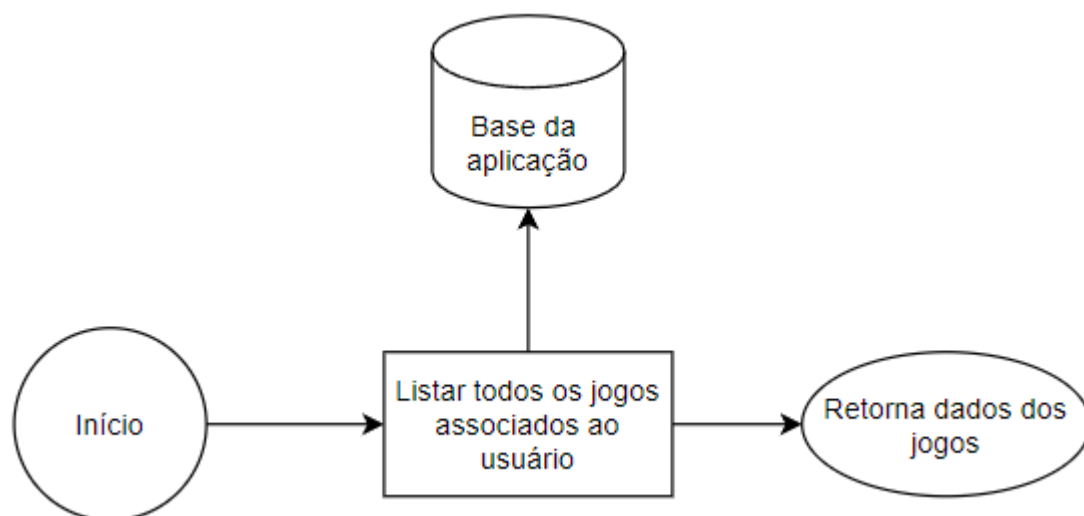 Base da
aplicação
Início
Listar todos os jogos
associados ao
usuário
Retorna dados dos
jogos